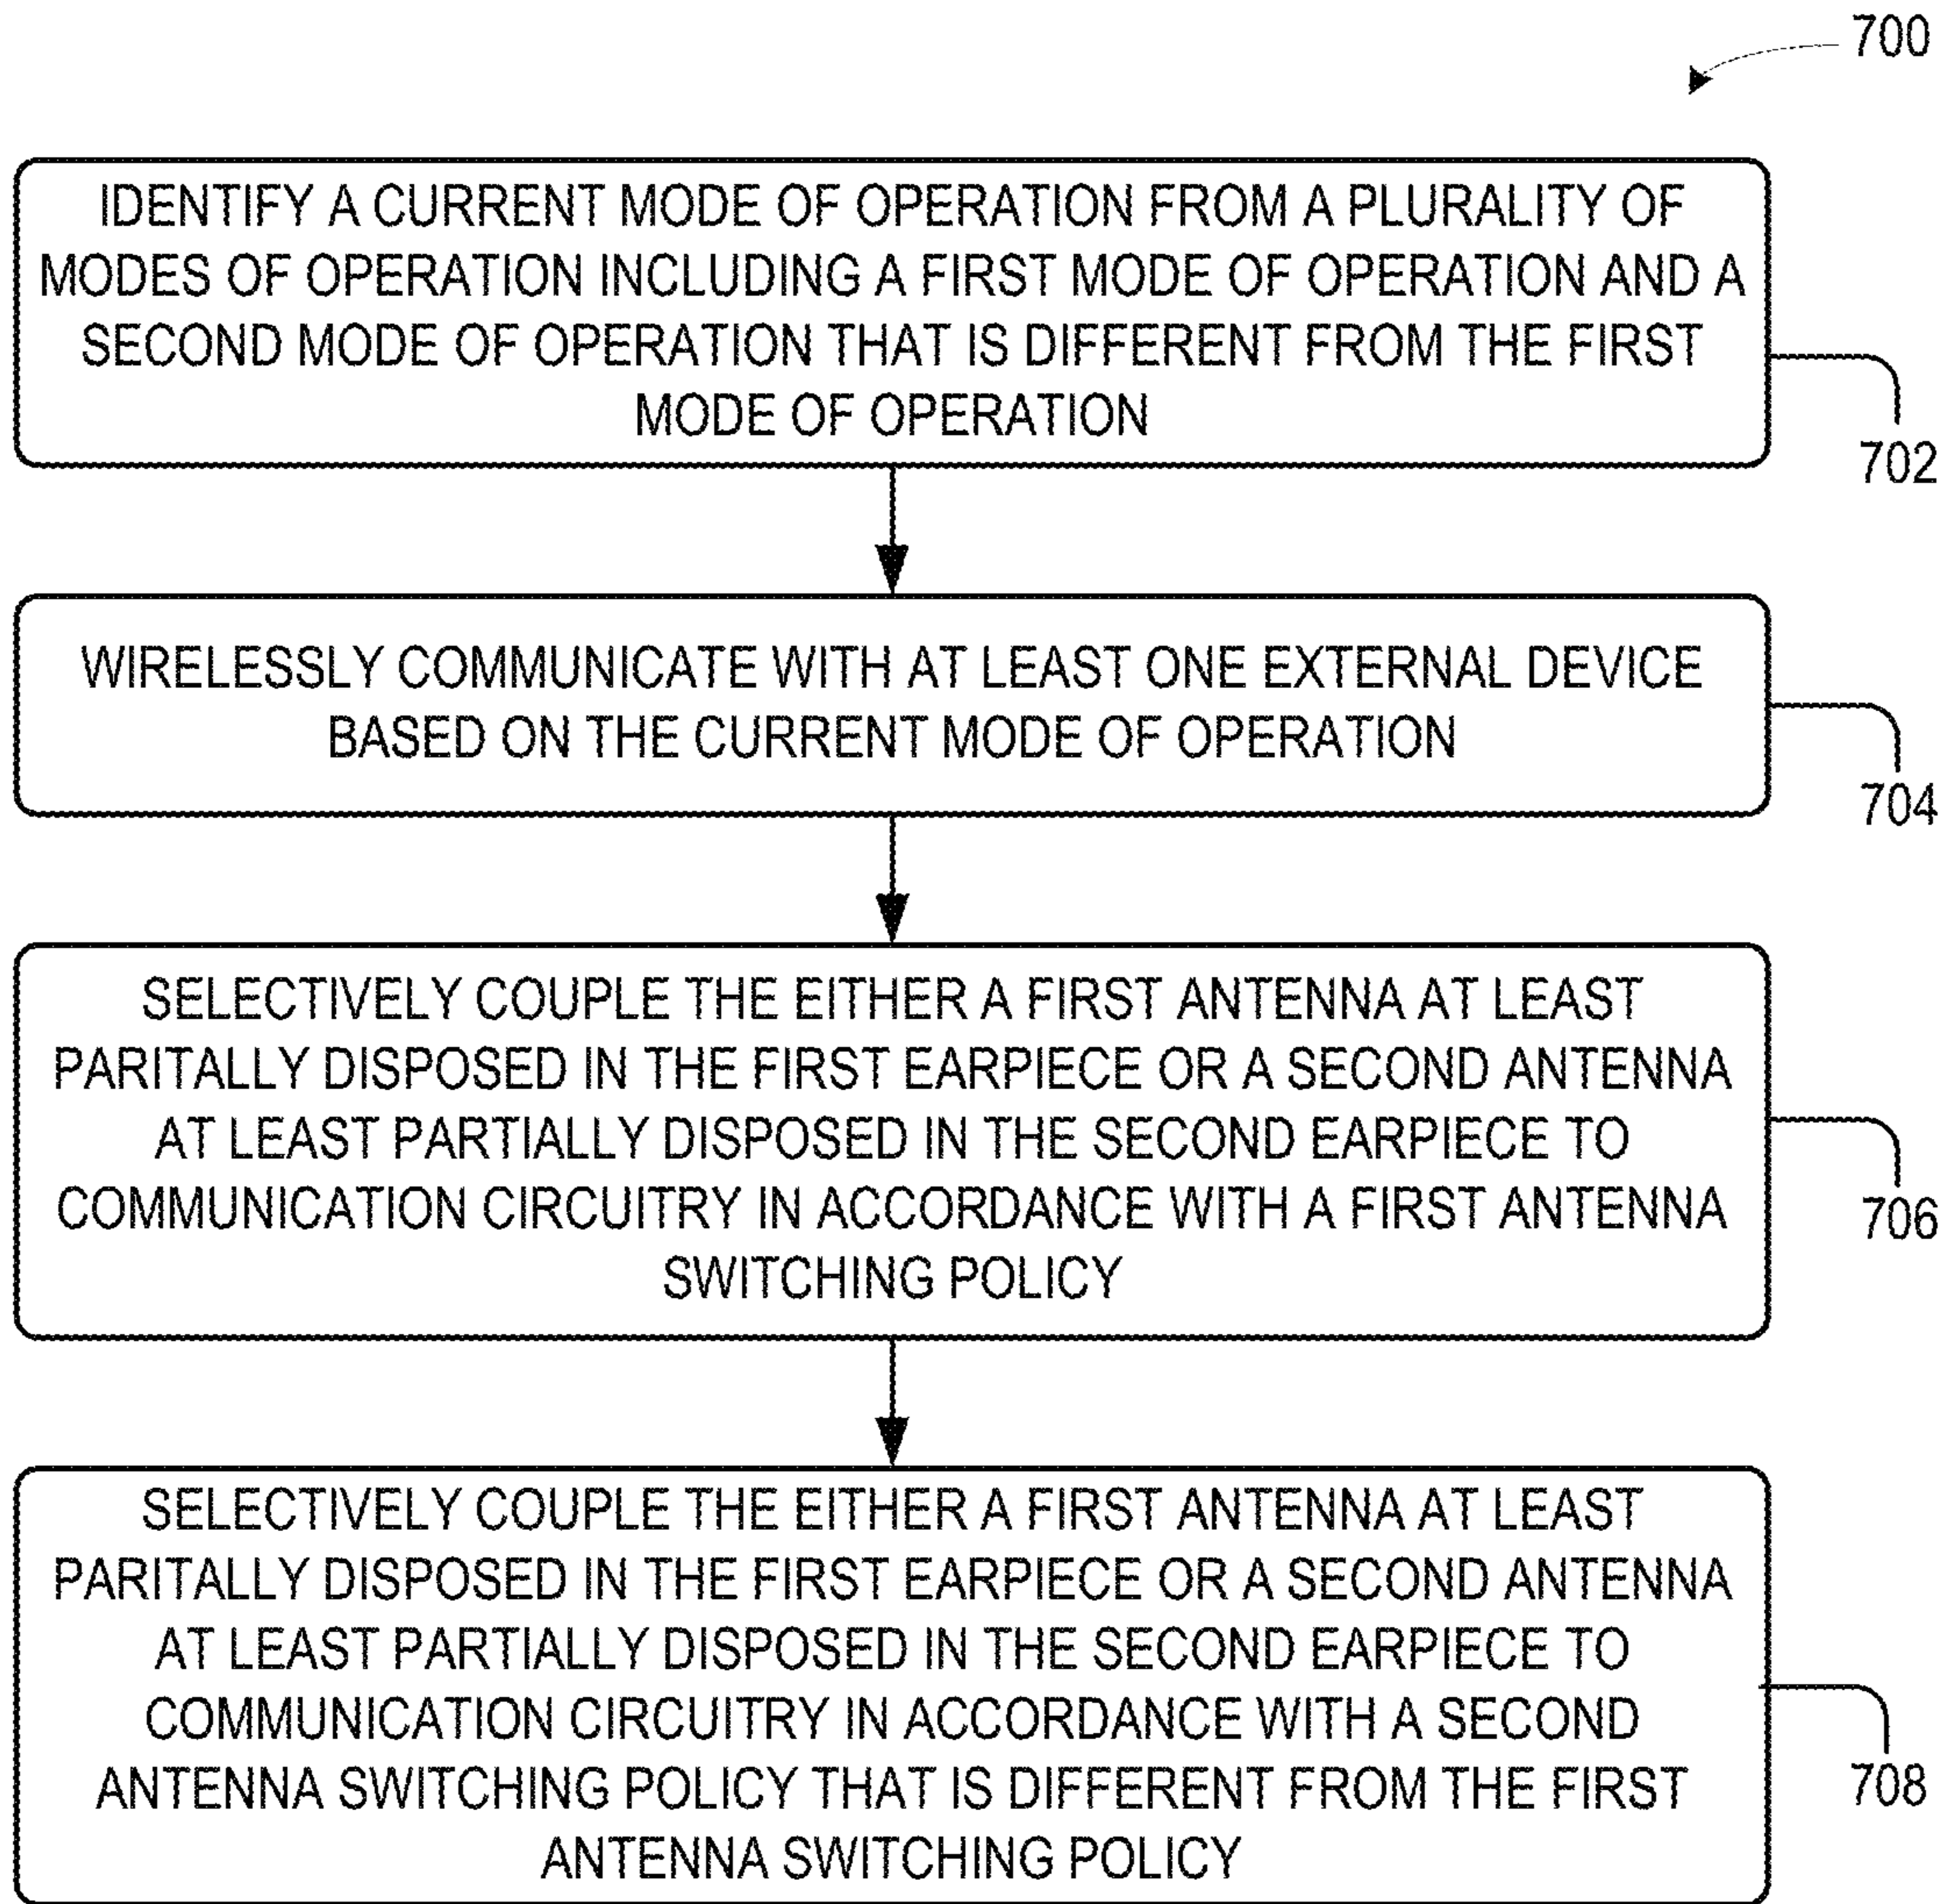 700
IDENTIFY A CURRENT MODE OF OPERATION FROM A PLURALITY OF
MODES OF OPERATION INCLUDING A FIRST MODE OF OPERATION AND A
SECOND MODE OF OPERATION THAT IS DIFFERENT FROM THE FIRST
MODE OF OPERATION
702
WIRELESSLY COMMUNICATE WITH AT LEAST ONE EXTERNAL DEVICE
BASED ON THE CURRENT MODE OF OPERATION
704
SELECTIVELY COUPLE THE EITHER A FIRST ANTENNA AT LEAST
PARITALLY DISPOSED IN THE FIRST EARPIECE OR A SECOND ANTENNA
AT LEAST PARTIALLY DISPOSED IN THE SECOND EARPIECE TO
COMMUNICATION CIRCUITRY IN ACCORDANCE WITH A FIRST ANTENNA
SWITCHING POLICY
706
SELECTIVELY COUPLE THE EITHER A FIRST ANTENNA AT LEAST
PARITALLY DISPOSED IN THE FIRST EARPIECE OR A SECOND ANTENNA
AT LEAST PARTIALLY DISPOSED IN THE SECOND EARPIECE TO
COMMUNICATION CIRCUITRY IN ACCORDANCE WITH A SECOND
ANTENNA SWITCHING POLICY THAT IS DIFFERENT FROM THE FIRST
ANTENNA SWITCHING POLICY
708